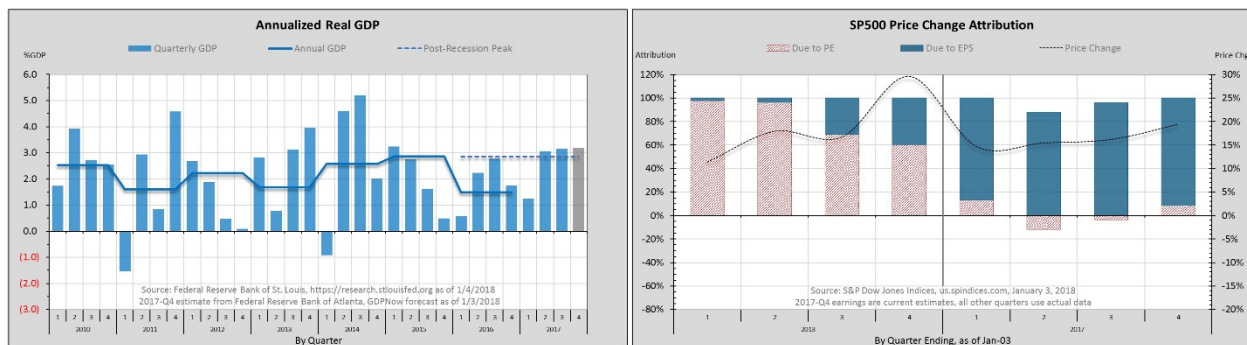 Annualized Real GDP
Quarterly GDP Annual GDP Post-Recession Peak
%GDP
6.0
5.0
4.0
3.0
2.0
1.0
0.0
(1.0)
(2.0)
(3.0)
Source: Federal Reserve Bank of St. Louis, https://research.stlouisfed.org as of 1/4/2018
2017-Q4 estimate from Federal Reserve Bank of Atlanta, GDPNow forecast as of 1/3/2018
1 2 3 4 1 2 3 4 1 2 3 4 1 2 3 4 1 2 3 4 1 2 3 4 1 2 3 4 1 2 3 4
2010 2011 2012 2013 2014 2015 2016 2017
By Quarter
SP500 Price Change Attribution
Due to PE Due to EPS Price Change
Attribution Price Chg
120% 30%
100% 25%
80% 20%
60% 15%
40% 10%
20% 5%
0% 0%
-20% -5%
-40% -10%
-60% -15%
-80% -20%
Source: S&P Dow Jones Indices, us.spindices.com, January 3, 2018
2017-Q4 earnings are current estimates, all other quarters use actual data
1 2 3 4 1 2 3 4
2013 2017
By Quarter Ending, as of Jan-03